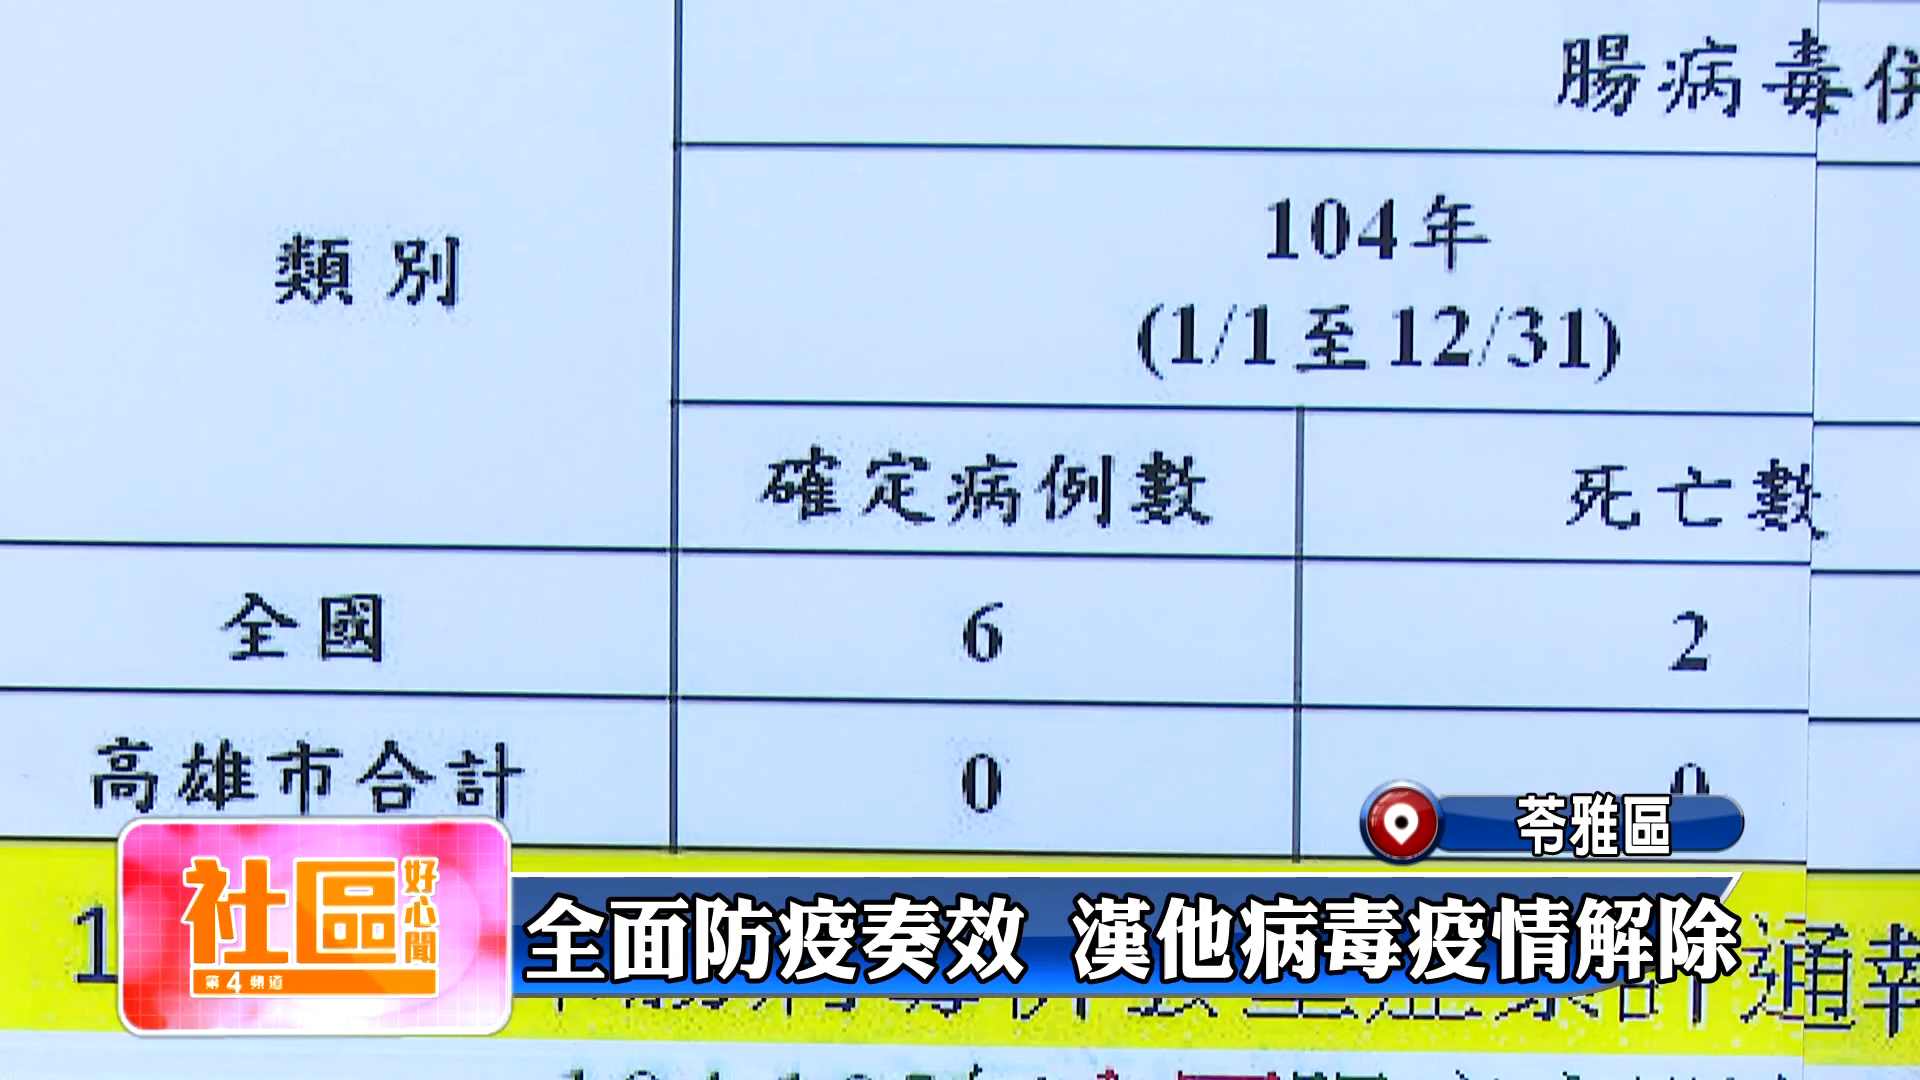 腸病毒併
類別
104年
(1/1至12/31)
確定病例數 死亡數
全國 6 2
高雄市合計 0 0
苓雅區
社區好心聞
第4頻道
全面防疫奏效 漢他病毒疫情解除
通報